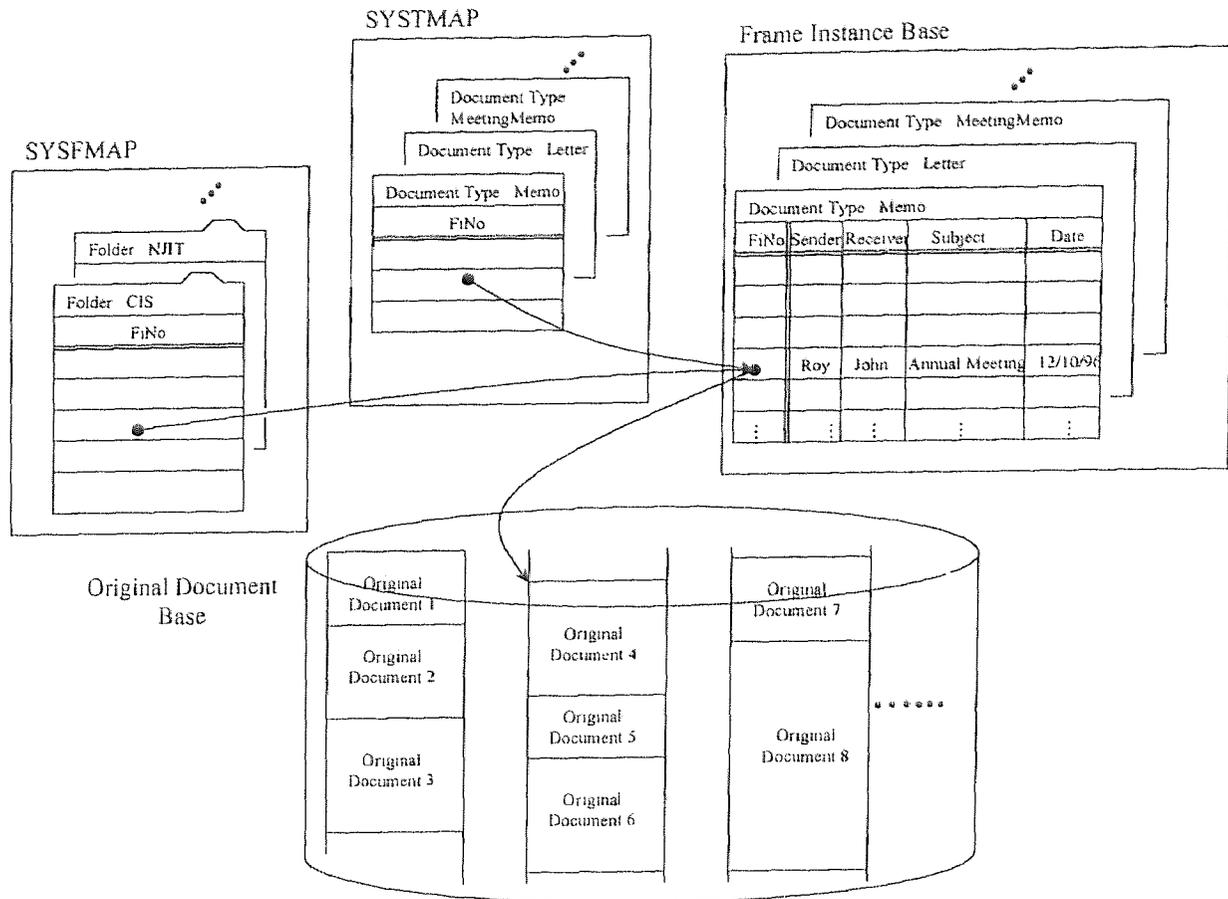 SYSTMAP
Document Type
MeetingMemo
Document Type Letter
Document Type Memo
FiNo
Frame Instance Base
Document Type MeetingMemo
Document Type Letter
Document Type Memo
FiNo Sender Receiver Subject Date
Roy John Annual Meeting 12/10/96
SYSFMAP
Folder NJIT
Folder CIS
FiNo
Original Document
Base
Original
Document 1
Original
Document 2
Original
Document 3
Original
Document 4
Original
Document 5
Original
Document 6
Original
Document 7
Original
Document 8